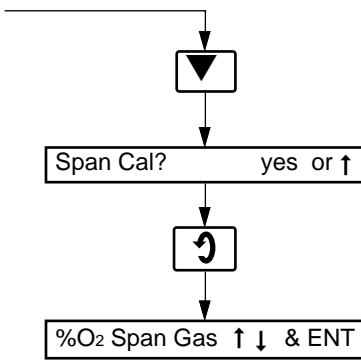 Span Cal? yes or ↑
%O₂ Span Gas ↑ ↓ & ENT